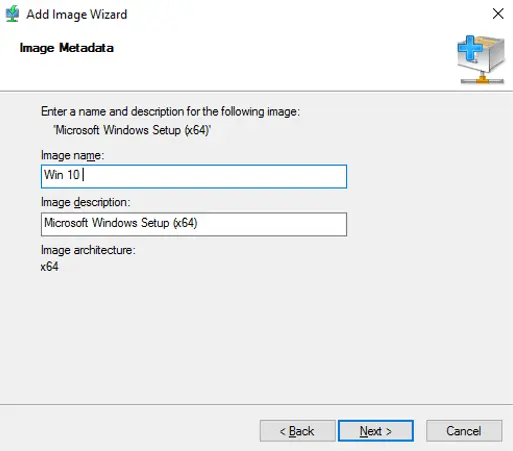 Add Image Wizard
Image Metadata
Enter a name and description for the following image:
'Microsoft Windows Setup (x64)'
Image name:
Win 10
Image description:
Microsoft Windows Setup (x64)
Image architecture:
x64
< Back
Next >
Cancel